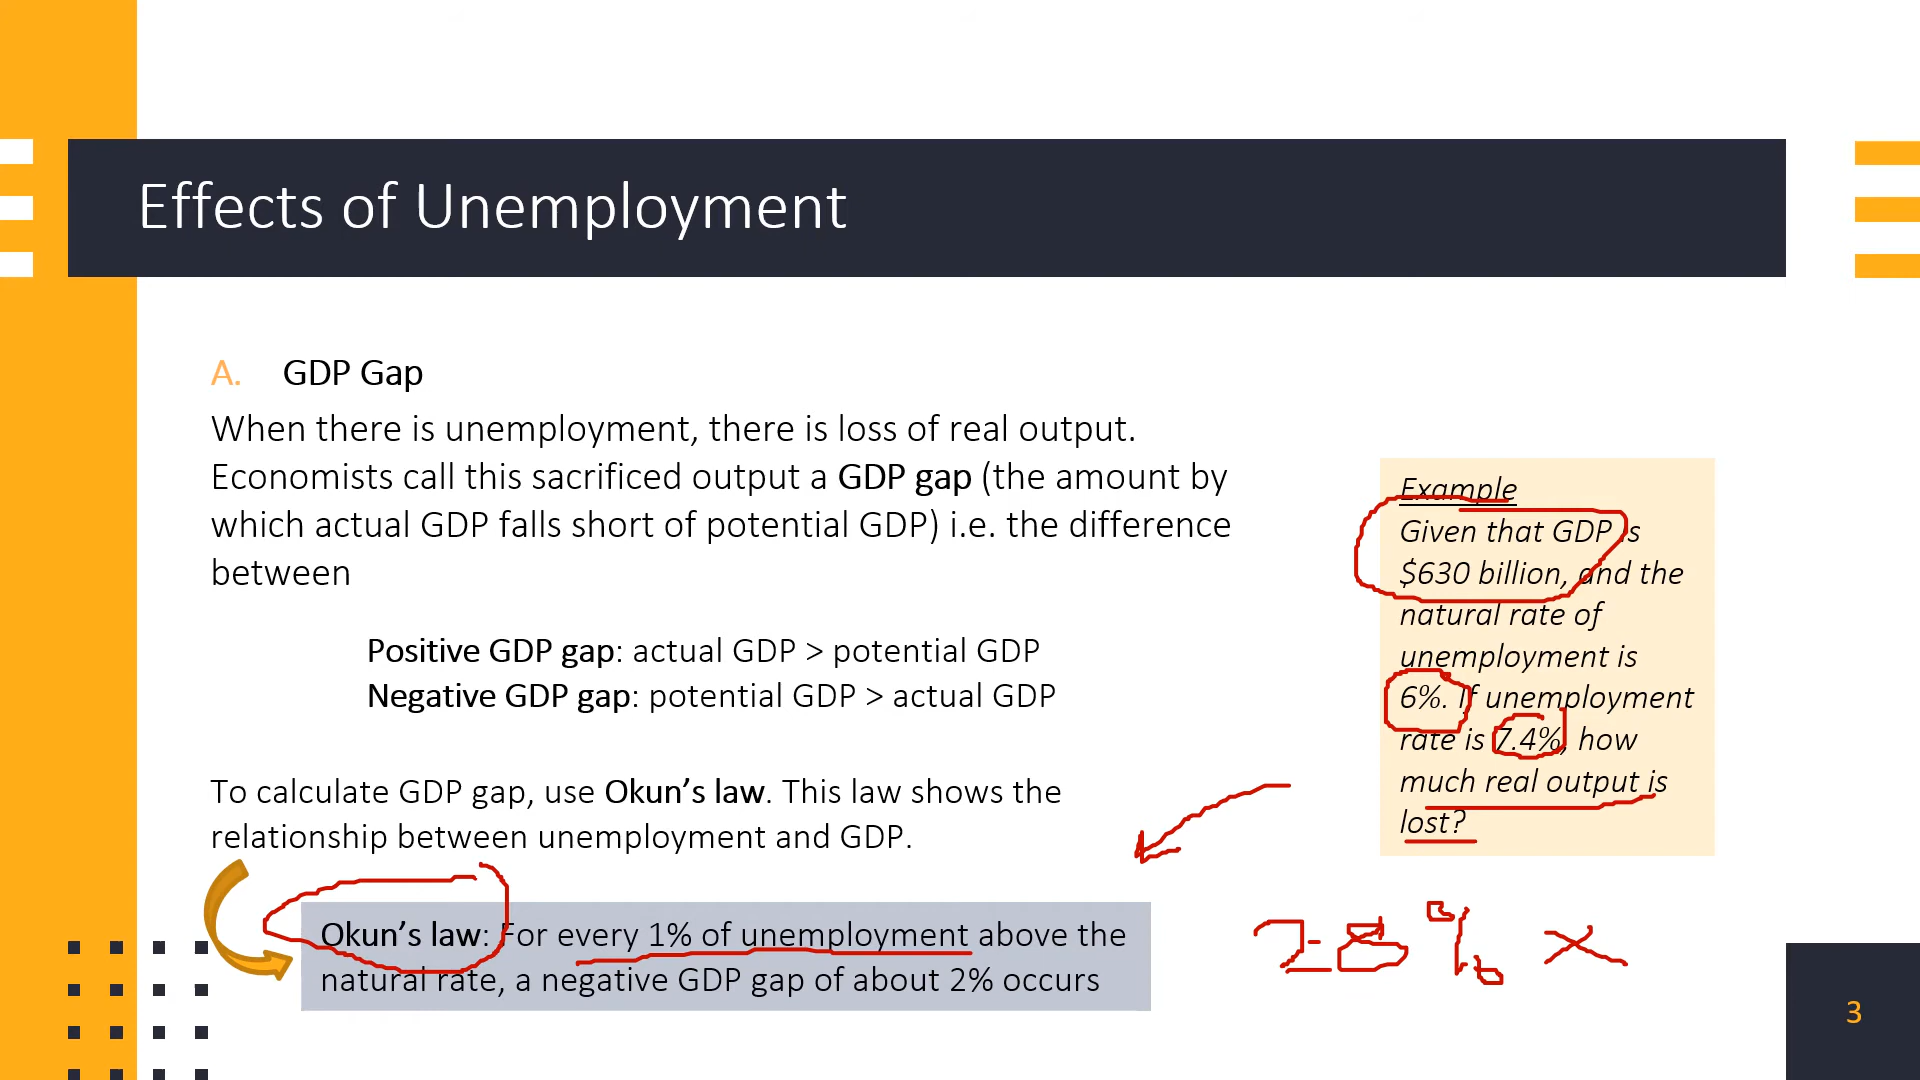 Effects of Unemployment
A. GDP Gap
When there is unemployment, there is loss of real output.
Economists call this sacrificed output a GDP gap (the amount by
which actual GDP falls short of potential GDP) i.e. the difference
between
Positive GDP gap: actual GDP > potential GDP
Negative GDP gap: potential GDP > actual GDP
To calculate GDP gap, use Okun’s law. This law shows the
relationship between unemployment and GDP.
Okun’s law: For every 1% of unemployment above the
natural rate, a negative GDP gap of about 2% occurs
Example
Given that GDP is
$630 billion, and the
natural rate of
unemployment is
6%. If unemployment
rate is 7.4%, how
much real output is
lost?
2.8% x
3